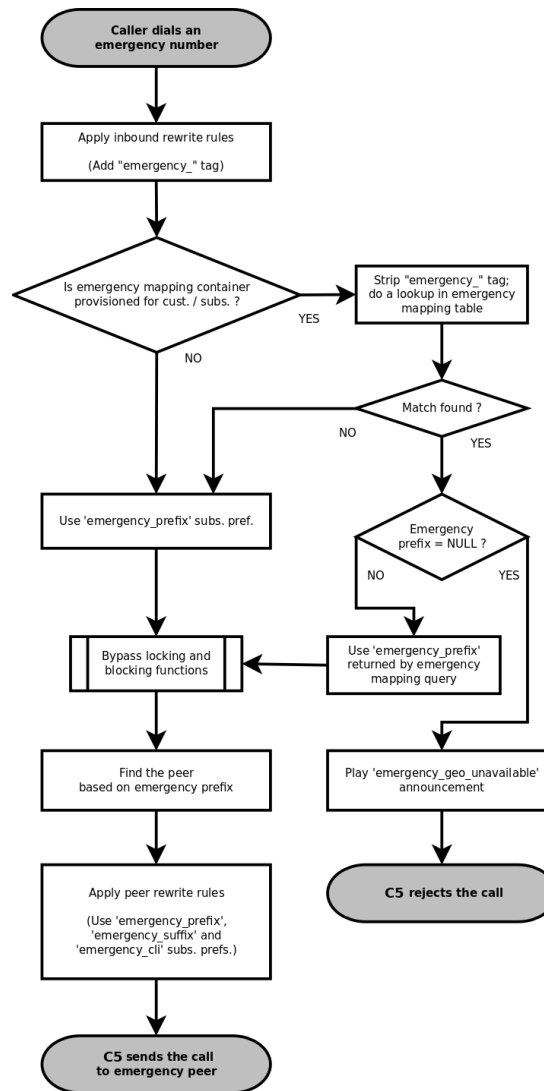 Caller dials an
emergency number
Apply inbound rewrite rules
(Add "emergency_" tag)
Is emergency mapping container
provisioned for cust. / subs. ?
YES
NO
Strip "emergency_" tag;
do a lookup in emergency
mapping table
Match found ?
NO
YES
Use 'emergency_prefix' subs. pref.
Emergency
prefix = NULL ?
NO
YES
Bypass locking and
blocking functions
Use 'emergency_prefix'
returned by emergency
mapping query
Find the peer
based on emergency prefix
Play 'emergency_geo_unavailable'
announcement
Apply peer rewrite rules
(Use 'emergency_prefix',
'emergency_suffix' and
'emergency_cli' subs. prefs.)
C5 rejects the call
C5 sends the call
to emergency peer